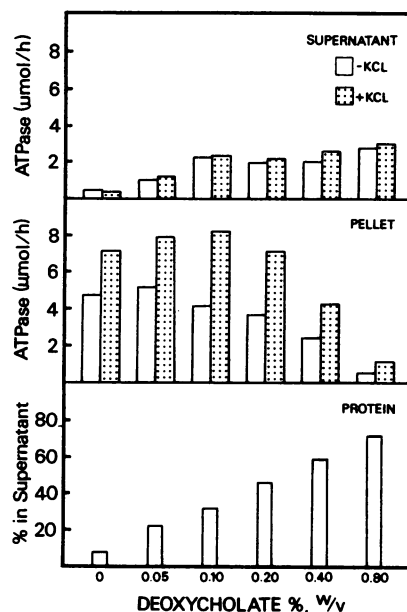 SUPERNATANT
-KCL
+KCL
ATPase (μmol/h)
8
6
4
2
PELLET
ATPase (μmol/h)
8
6
4
2
PROTEIN
% in Supernatant
80
60
40
20
0 0.05 0.10 0.20 0.40 0.80
DEOXYCHOLATE %, W/v